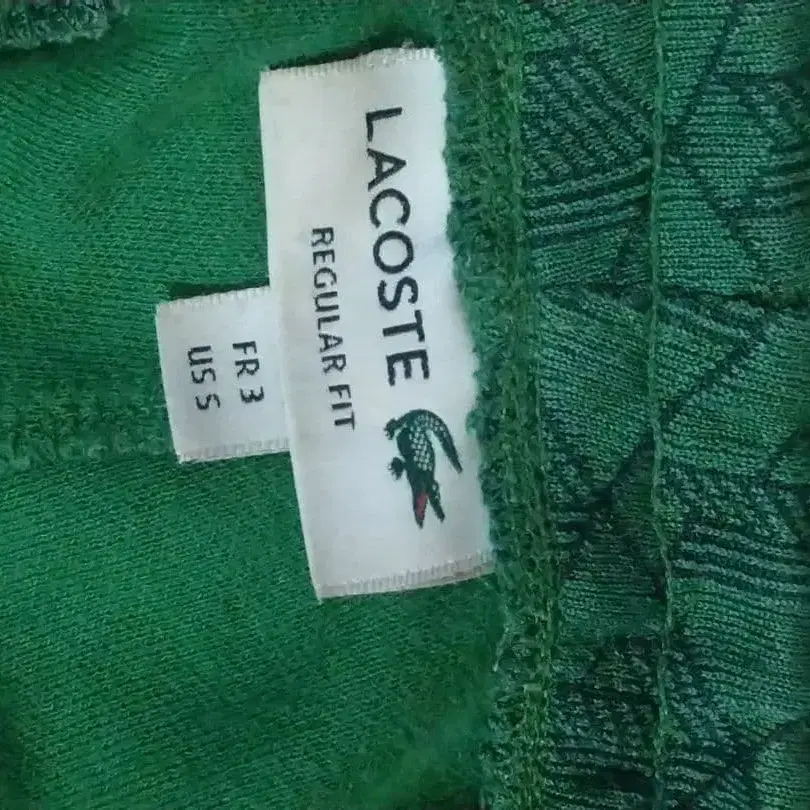 LACOSTE
REGULAR FIT
FR 3
US S